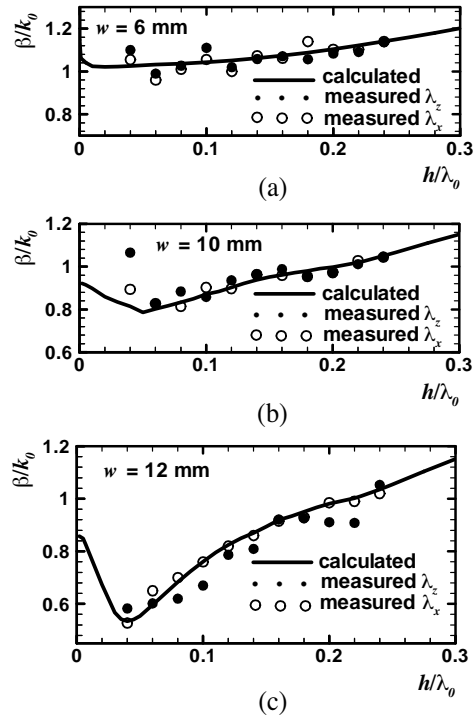 β/k₀
w = 6 mm
1.2
1
0.8
calculated
measured λz
measured λx
0 0.1 0.2 0.3
h/λ₀
(a)
β/k₀
w = 10 mm
1.2
1
0.8
0.6
calculated
measured λz
measured λx
0 0.1 0.2 0.3
h/λ₀
(b)
β/k₀
w = 12 mm
1.2
1
0.8
0.6
calculated
measured λz
measured λx
0 0.1 0.2 0.3
h/λ₀
(c)